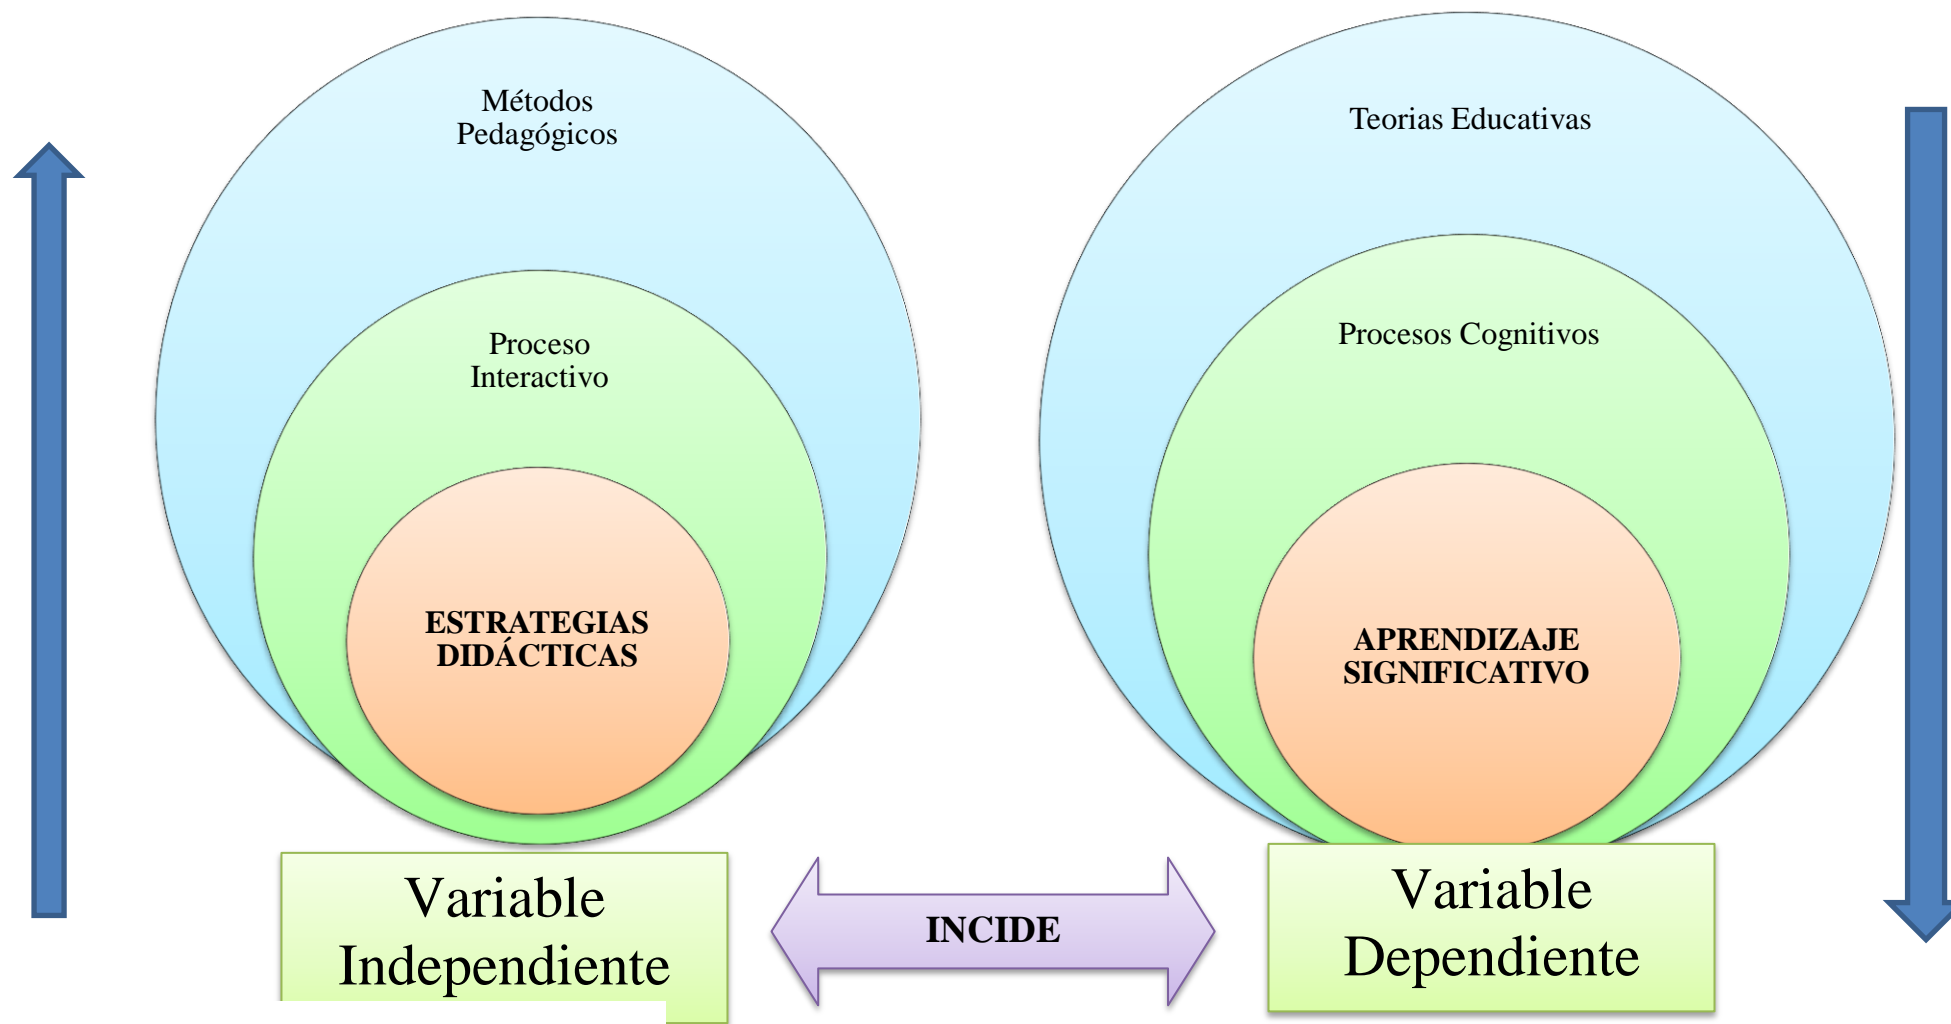 Métodos
Pedagógicos
Proceso
Interactivo
ESTRATEGIAS
DIDÁCTICAS
Teorias Educativas
Procesos Cognitivos
APRENDIZAJE
SIGNIFICATIVO
Variable
Independiente
INCIDE
Variable
Dependiente